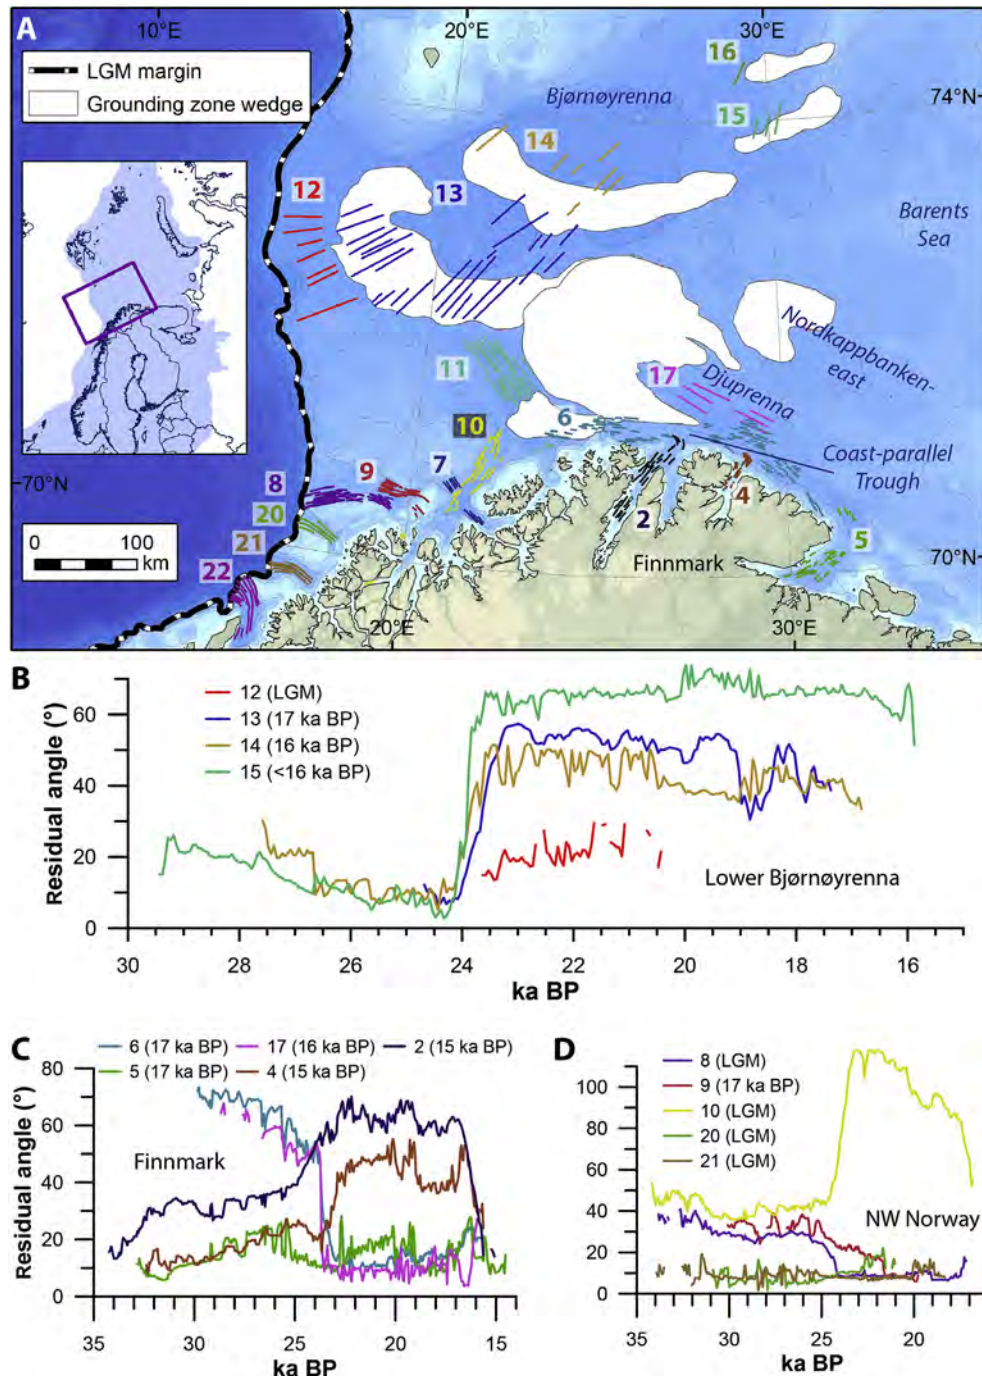 A
10°E
20°E
30°E
LGM margin
Grounding zone wedge
16
Bjørnøyrenna
74°N
15
14
12
13
Barents
Sea
Nordkappbanken-
east
11
17
Djuprenna
10
6
Coast-parallel
Trough
7
9
70°N
8
4
20
2
5
21
0 100
km
70°N
22
Finnmark
20°E
30°E
B
12 (LGM)
13 (17 ka BP)
14 (16 ka BP)
15 (<16 ka BP)
Residual angle (°)
60
40
20
0
Lower Bjørnøyrenna
30 28 26 24 22 20 18 16
ka BP
C
6 (17 ka BP) 17 (16 ka BP) 2 (15 ka BP)
5 (17 ka BP) 4 (15 ka BP)
Residual angle (°)
80
60
40
20
0
Finnmark
35 30 25 20 15
ka BP
D
8 (LGM)
9 (17 ka BP)
10 (LGM)
20 (LGM)
21 (LGM)
100
80
60
40
20
0
NW Norway
35 30 25 20
ka BP